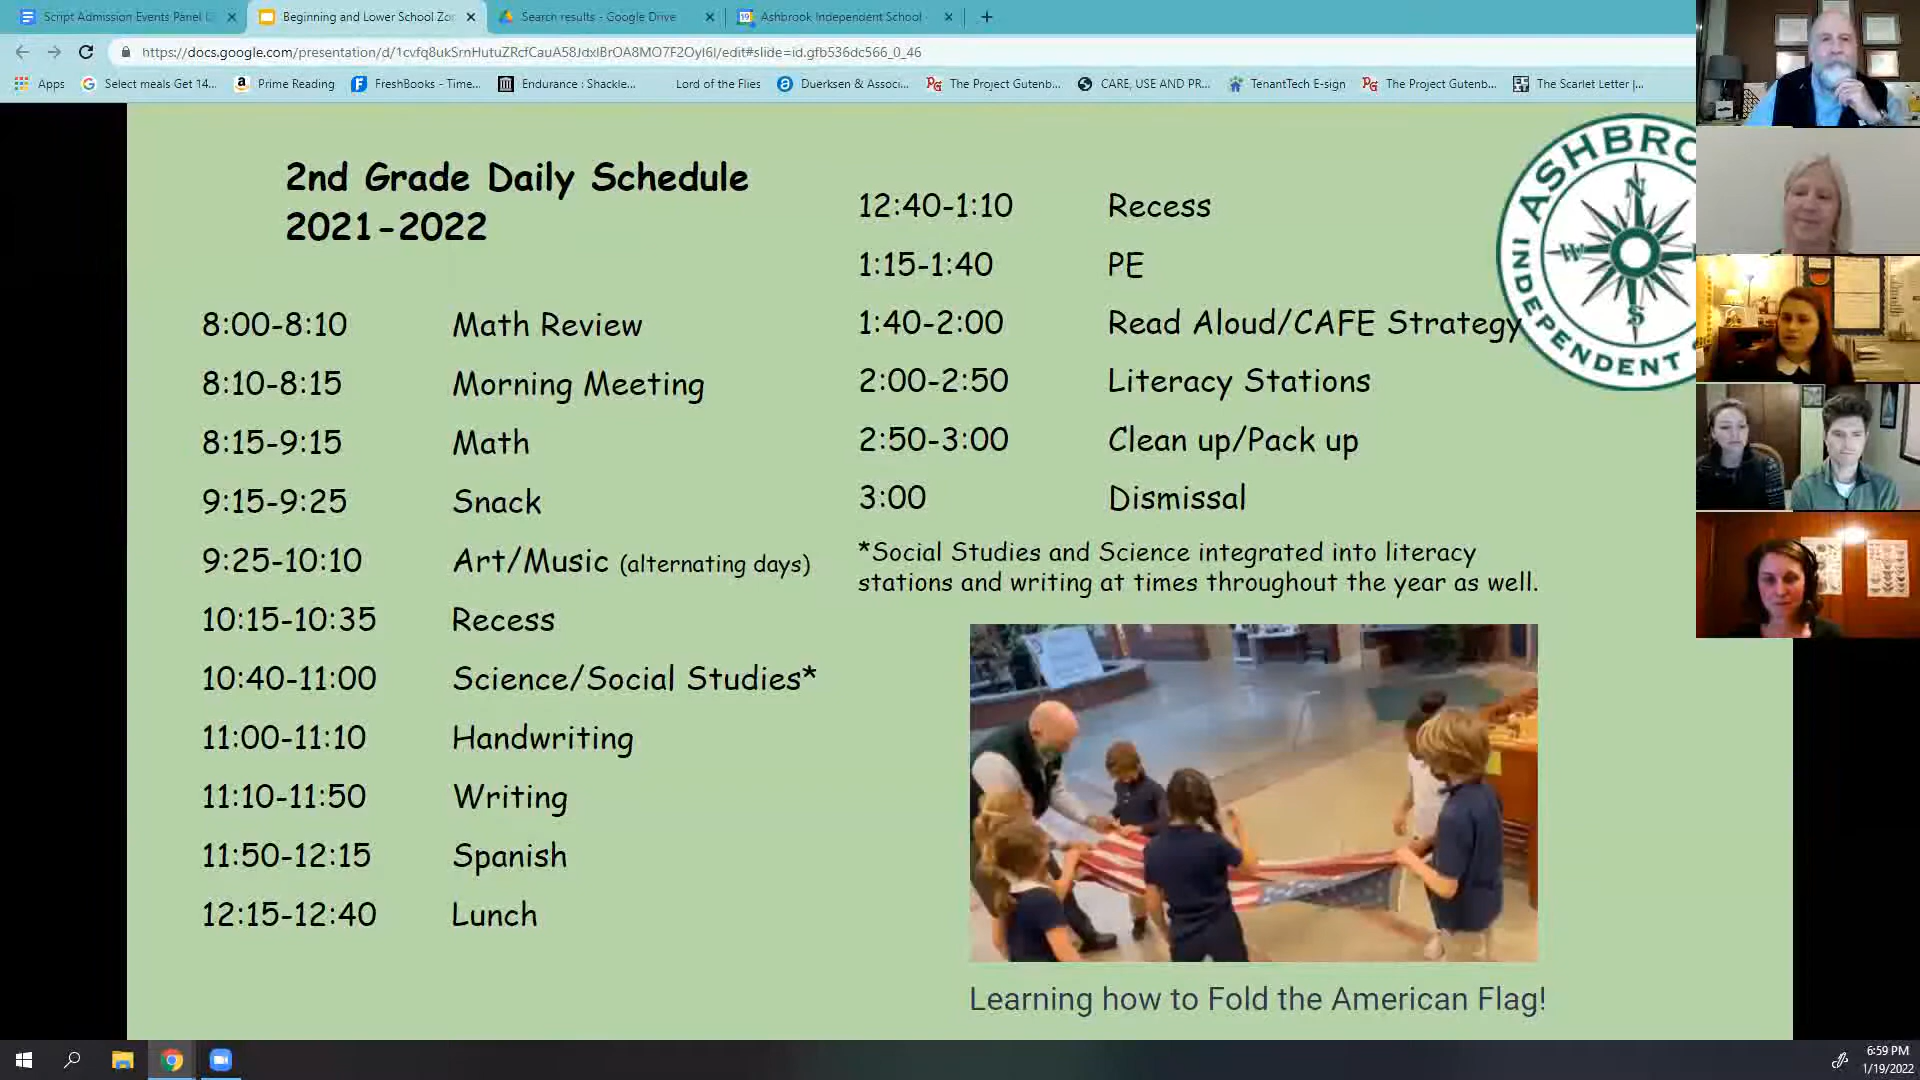 Script Admission Events Panel D
Beginning and Lower School Zoo
Search results - Google Drive
Ashbrook Independent School -
https://docs.google.com/presentation/d/1cvfq8ukSrnHutuZRcfCauA58JdxlBrOA8MO7F2OyI6I/edit#slide=id.gfb536dc566_0_46
Apps
Select meals Get 14...
Prime Reading
FreshBooks - Time...
Endurance : Shackle...
Lord of the Flies
Duerksen & Associ...
The Project Gutenb...
CARE, USE AND PR...
TenantTech E-sign
The Project Gutenb...
The Scarlet Letter |...
2nd Grade Daily Schedule
2021-2022
8:00-8:10 Math Review
8:10-8:15 Morning Meeting
8:15-9:15 Math
9:15-9:25 Snack
9:25-10:10 Art/Music (alternating days)
10:15-10:35 Recess
10:40-11:00 Science/Social Studies*
11:00-11:10 Handwriting
11:10-11:50 Writing
11:50-12:15 Spanish
12:15-12:40 Lunch
12:40-1:10 Recess
1:15-1:40 PE
1:40-2:00 Read Aloud/CAFE Strategy
2:00-2:50 Literacy Stations
2:50-3:00 Clean up/Pack up
3:00 Dismissal
*Social Studies and Science integrated into literacy
stations and writing at times throughout the year as well.
ASHBRO
INDEPENDENT
N
W
S
Learning how to Fold the American Flag!
6:59 PM
1/19/2022